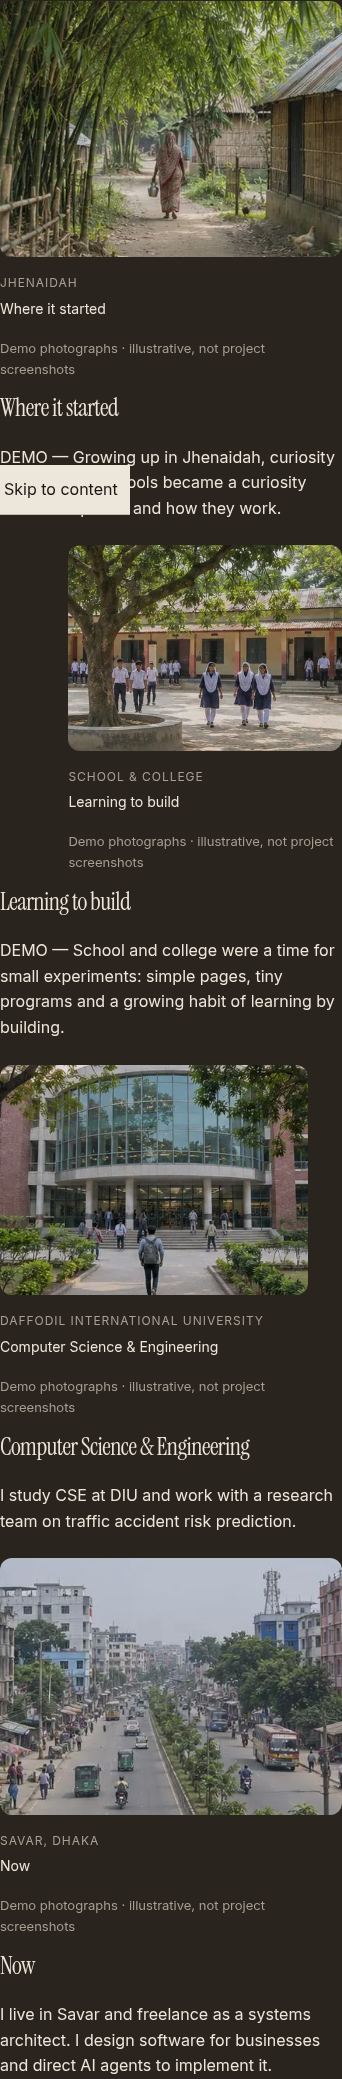 JHENAIDAH
Where it started
Demo photographs · illustrative, not project
screenshots
Where it started
DEMO — Growing up in Jhenaidah, curiosity
Skip to content
and how they work.
SCHOOL & COLLEGE
Learning to build
Demo photographs · illustrative, not project
screenshots
Learning to build
DEMO — School and college were a time for
small experiments: simple pages, tiny
programs and a growing habit of learning by
building.
DAFFODIL INTERNATIONAL UNIVERSITY
Computer Science & Engineering
Demo photographs · illustrative, not project
screenshots
Computer Science & Engineering
I study CSE at DIU and work with a research
team on traffic accident risk prediction.
SAVAR, DHAKA
Now
Demo photographs · illustrative, not project
screenshots
Now
I live in Savar and freelance as a systems
architect. I design software for businesses
and direct AI agents to implement it.